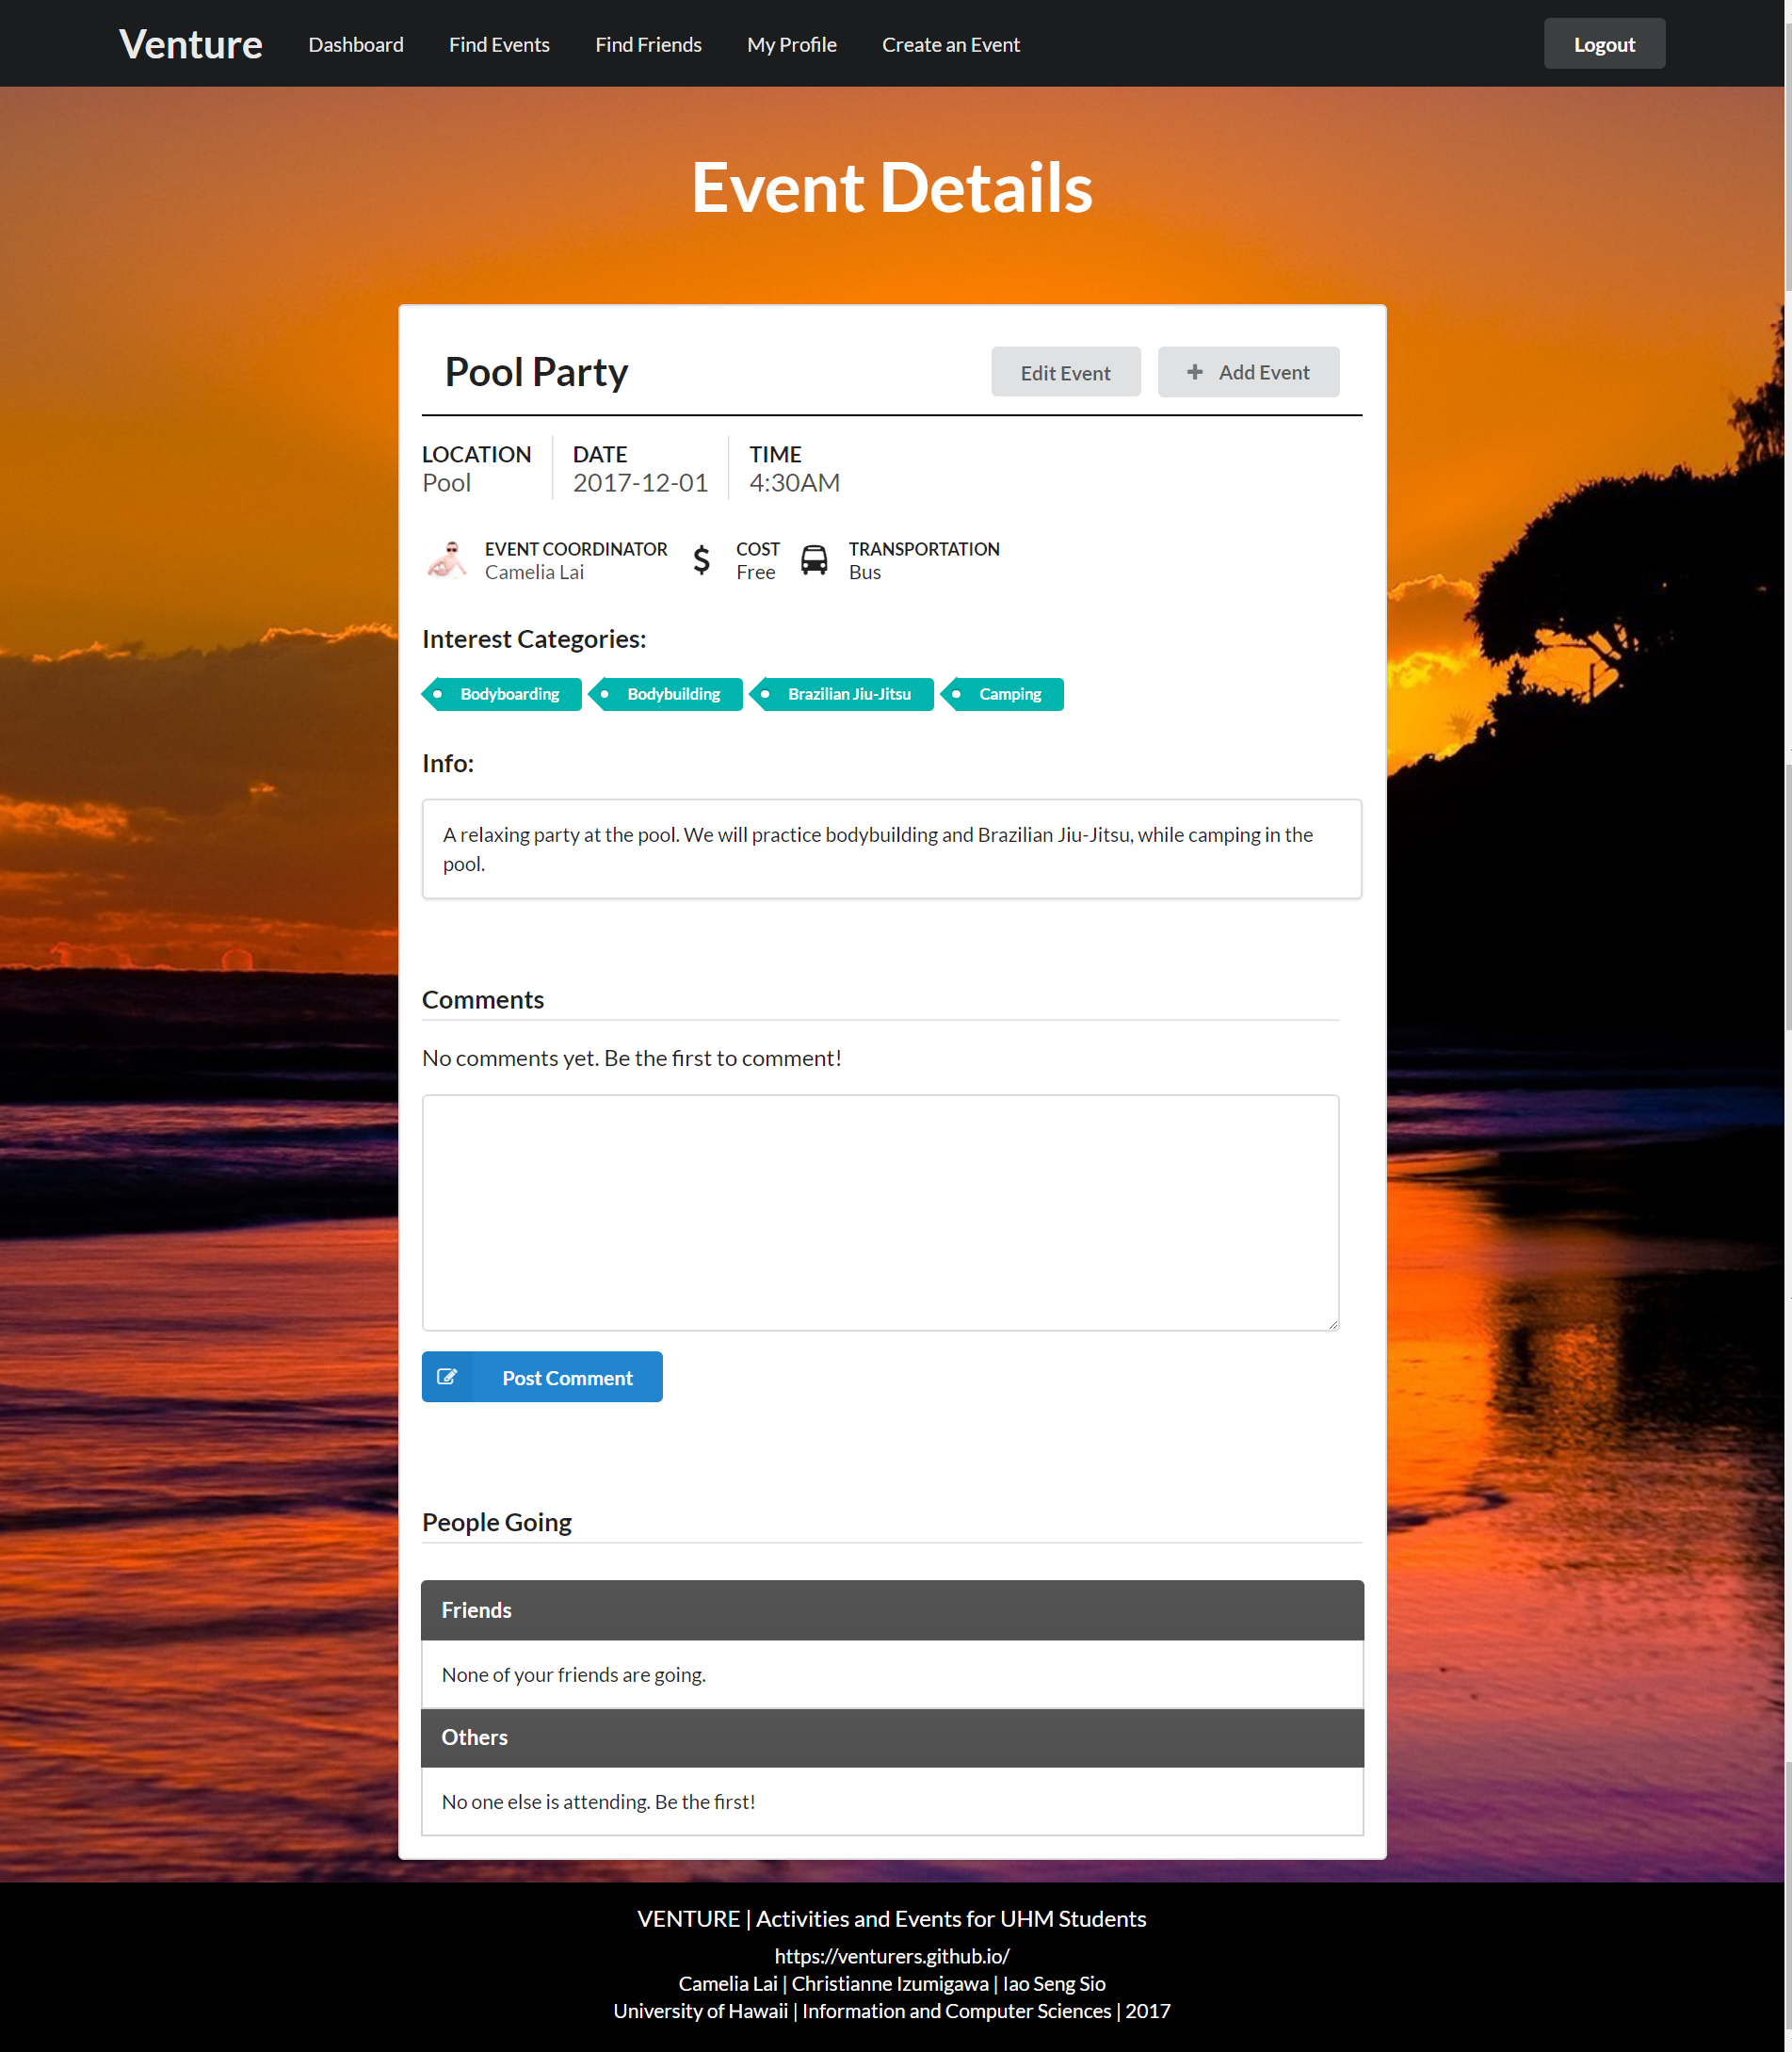 Venture
Dashboard
Find Events
Find Friends
My Profile
Create an Event
Logout
Event Details
Pool Party
Edit Event
Add Event
LOCATION
Pool
DATE
2017-12-01
TIME
4:30AM
EVENT COORDINATOR
Camelia Lai
COST
Free
TRANSPORTATION
Bus
Interest Categories:
Bodyboarding
Bodybuilding
Brazilian Jiu-Jitsu
Camping
Info:
A relaxing party at the pool. We will practice bodybuilding and Brazilian Jiu-Jitsu, while camping in the
pool.
Comments
No comments yet. Be the first to comment!
Post Comment
People Going
Friends
None of your friends are going.
Others
No one else is attending. Be the first!
VENTURE | Activities and Events for UHM Students
https://venturers.github.io/
Camelia Lai | Christianne Izumigawa | Iao Seng Sio
University of Hawaii | Information and Computer Sciences | 2017